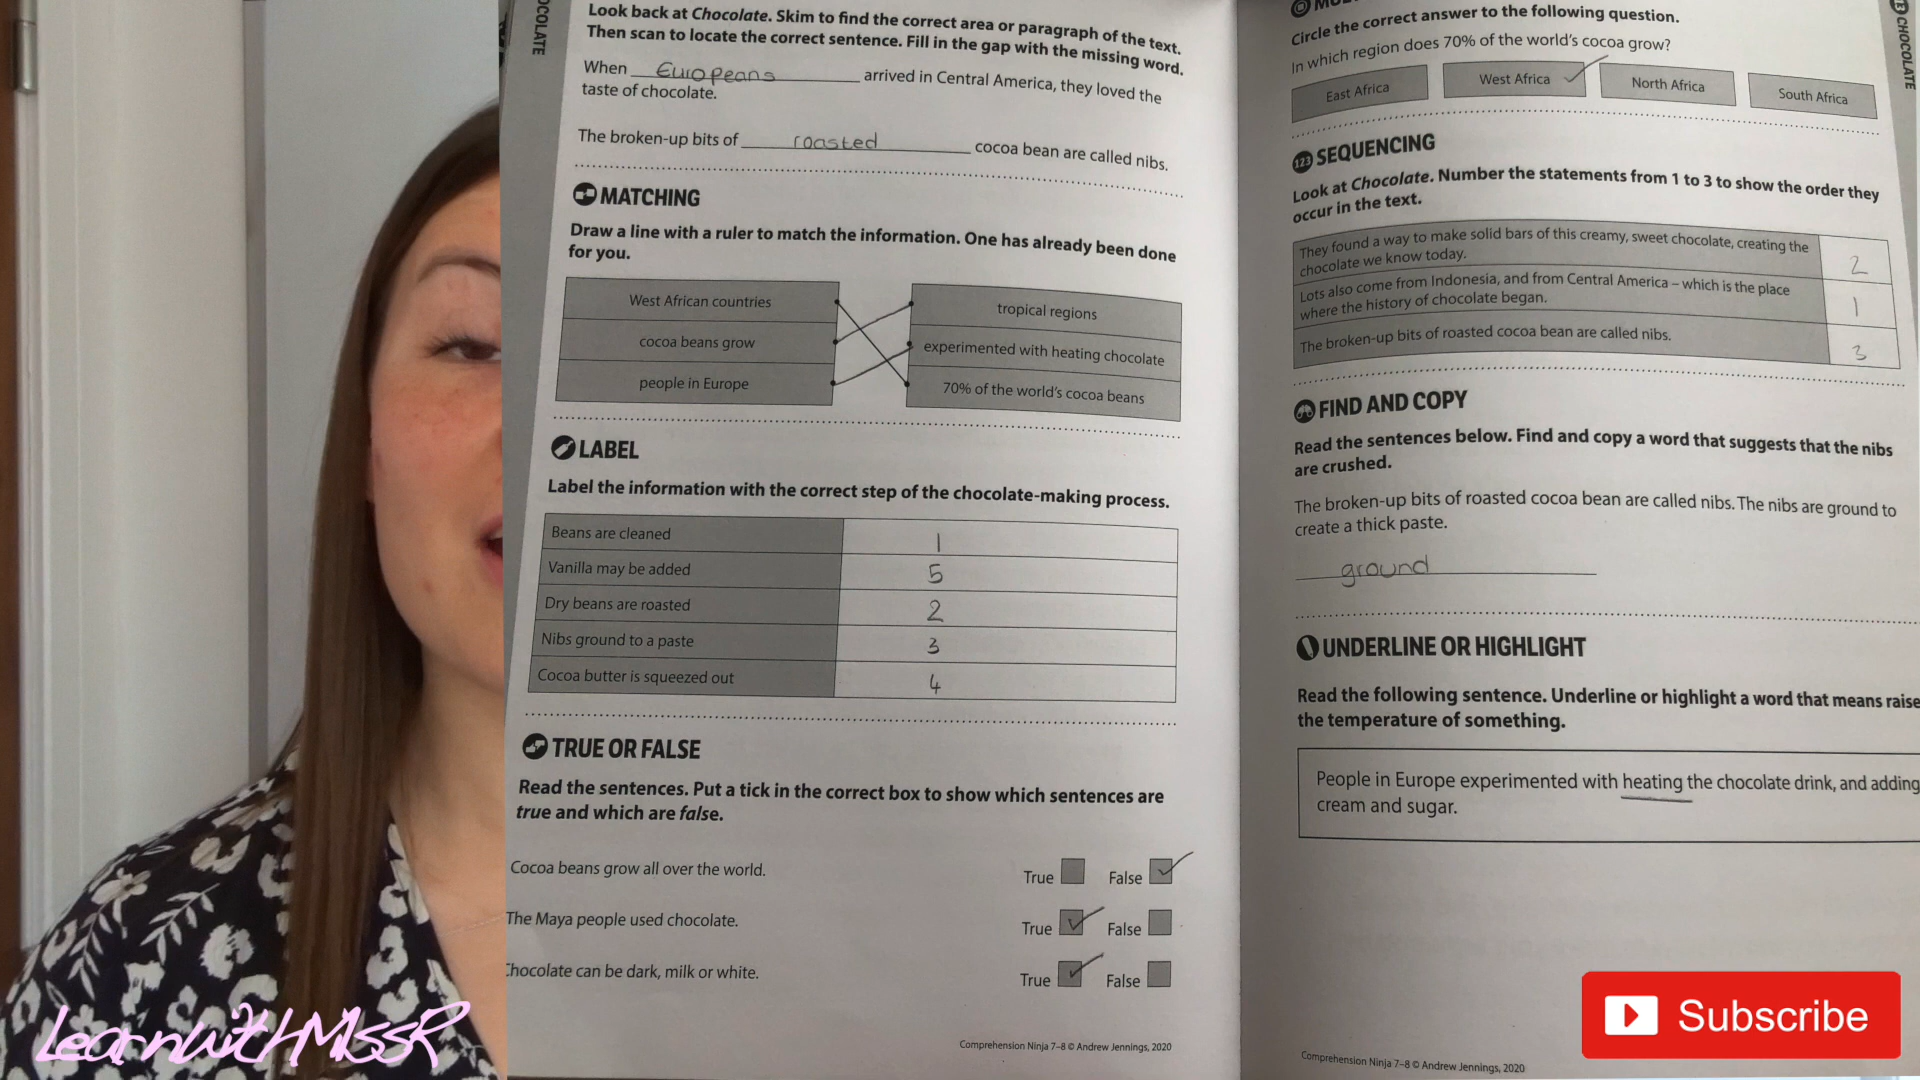 Look back at Chocolate. Skim to find the correct area or paragraph of the text.
Then scan to locate the correct sentence. Fill in the gap with the missing word.
When Europeans arrived in Central America, they loved the
taste of chocolate.
The broken-up bits of roasted cocoa bean are called nibs.
MATCHING
Draw a line with a ruler to match the information. One has already been done
for you.
West African countries
cocoa beans grow
people in Europe
tropical regions
experimented with heating chocolate
70% of the world's cocoa beans
LABEL
Label the information with the correct step of the chocolate-making process.
Beans are cleaned 1
Vanilla may be added 5
Dry beans are roasted 2
Nibs ground to a paste 3
Cocoa butter is squeezed out 4
TRUE OR FALSE
Read the sentences. Put a tick in the correct box to show which sentences are
true and which are false.
Cocoa beans grow all over the world. True False
The Maya people used chocolate. True False
Chocolate can be dark, milk or white. True False
Comprehension Ninja 7–8 © Andrew Jennings, 2020
13 CHOCOLATE
Circle the correct answer to the following question.
In which region does 70% of the world's cocoa grow?
East Africa West Africa North Africa South Africa
123 SEQUENCING
Look at Chocolate. Number the statements from 1 to 3 to show the order they
occur in the text.
They found a way to make solid bars of this creamy, sweet chocolate, creating the
chocolate we know today. 2
Lots also come from Indonesia, and from Central America – which is the place
where the history of chocolate began. 1
The broken-up bits of roasted cocoa bean are called nibs. 3
FIND AND COPY
Read the sentences below. Find and copy a word that suggests that the nibs
are crushed.
The broken-up bits of roasted cocoa bean are called nibs. The nibs are ground to
create a thick paste.
ground
UNDERLINE OR HIGHLIGHT
Read the following sentence. Underline or highlight a word that means raise
the temperature of something.
People in Europe experimented with heating the chocolate drink, and adding
cream and sugar.
Comprehension Ninja 7–8 © Andrew Jennings, 2020
LearnwithMissR
Subscribe